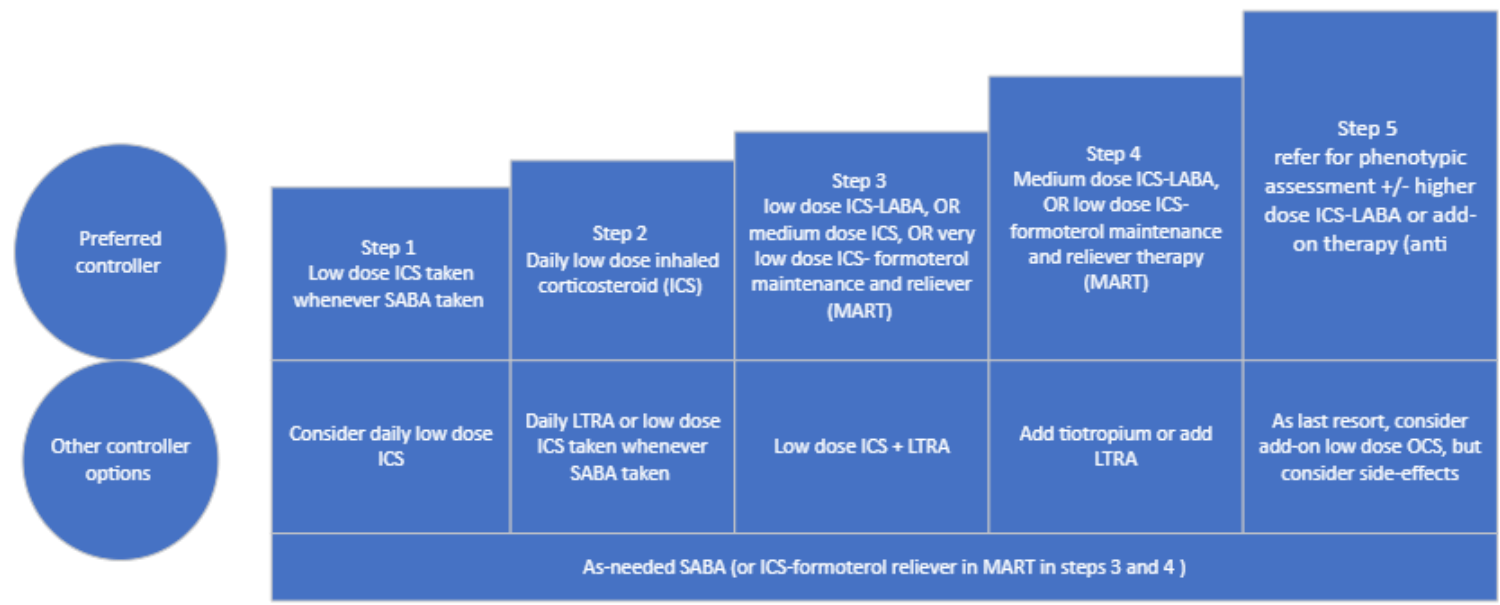 Preferred
controller
Step 1
Low dose ICS taken
whenever SABA taken
Step 2
Daily low dose inhaled
corticosteroid (ICS)
Step 3
low dose ICS-LABA, OR
medium dose ICS, OR very
low dose ICS- formoterol
maintenance and reliever
(MART)
Step 4
Medium dose ICS-LABA,
OR low dose ICS-
formoterol maintenance
and reliever therapy
(MART)
Step 5
refer for phenotypic
assessment +/- higher
dose ICS-LABA or add-
on therapy (anti
Other controller
options
Consider daily low dose
ICS
Daily LTRA or low dose
ICS taken whenever
SABA taken
Low dose ICS + LTRA
Add tiotropium or add
LTRA
As last resort, consider
add-on low dose OCS, but
consider side-effects
As-needed SABA (or ICS-formoterol reliever in MART in steps 3 and 4 )